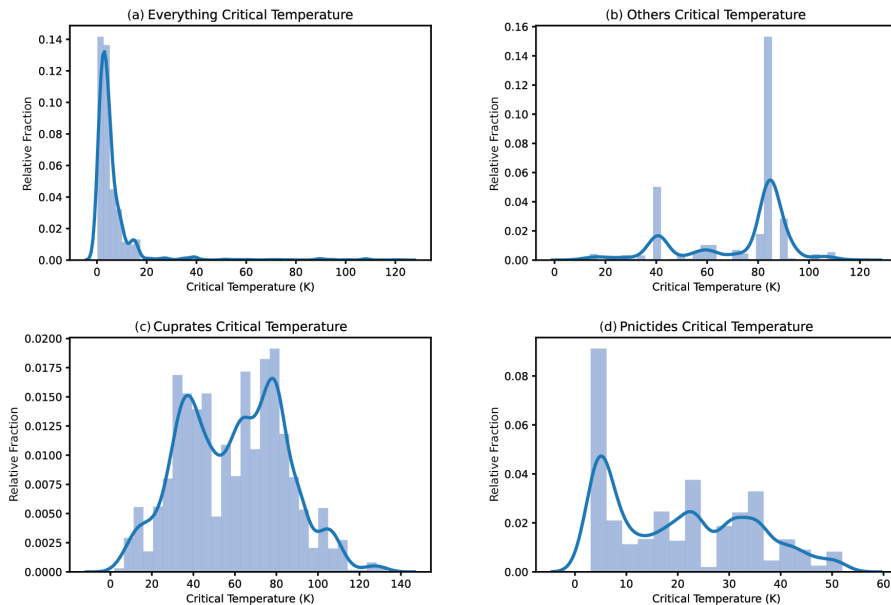 (a) Everything Critical Temperature
0.14
0.12
0.10
0.08
0.06
0.04
0.02
0.00
Relative Fraction
0 20 40 60 80 100 120
Critical Temperature (K)
(b) Others Critical Temperature
0.16
0.14
0.12
0.10
0.08
0.06
0.04
0.02
0.00
Relative Fraction
0 20 40 60 80 100 120
Critical Temperature (K)
(c) Cuprates Critical Temperature
0.0200
0.0175
0.0150
0.0125
0.0100
0.0075
0.0050
0.0025
0.0000
Relative Fraction
0 20 40 60 80 100 120 140
Critical Temperature (K)
(d) Pnictides Critical Temperature
0.08
0.06
0.04
0.02
0.00
Relative Fraction
0 10 20 30 40 50 60
Critical Temperature (K)